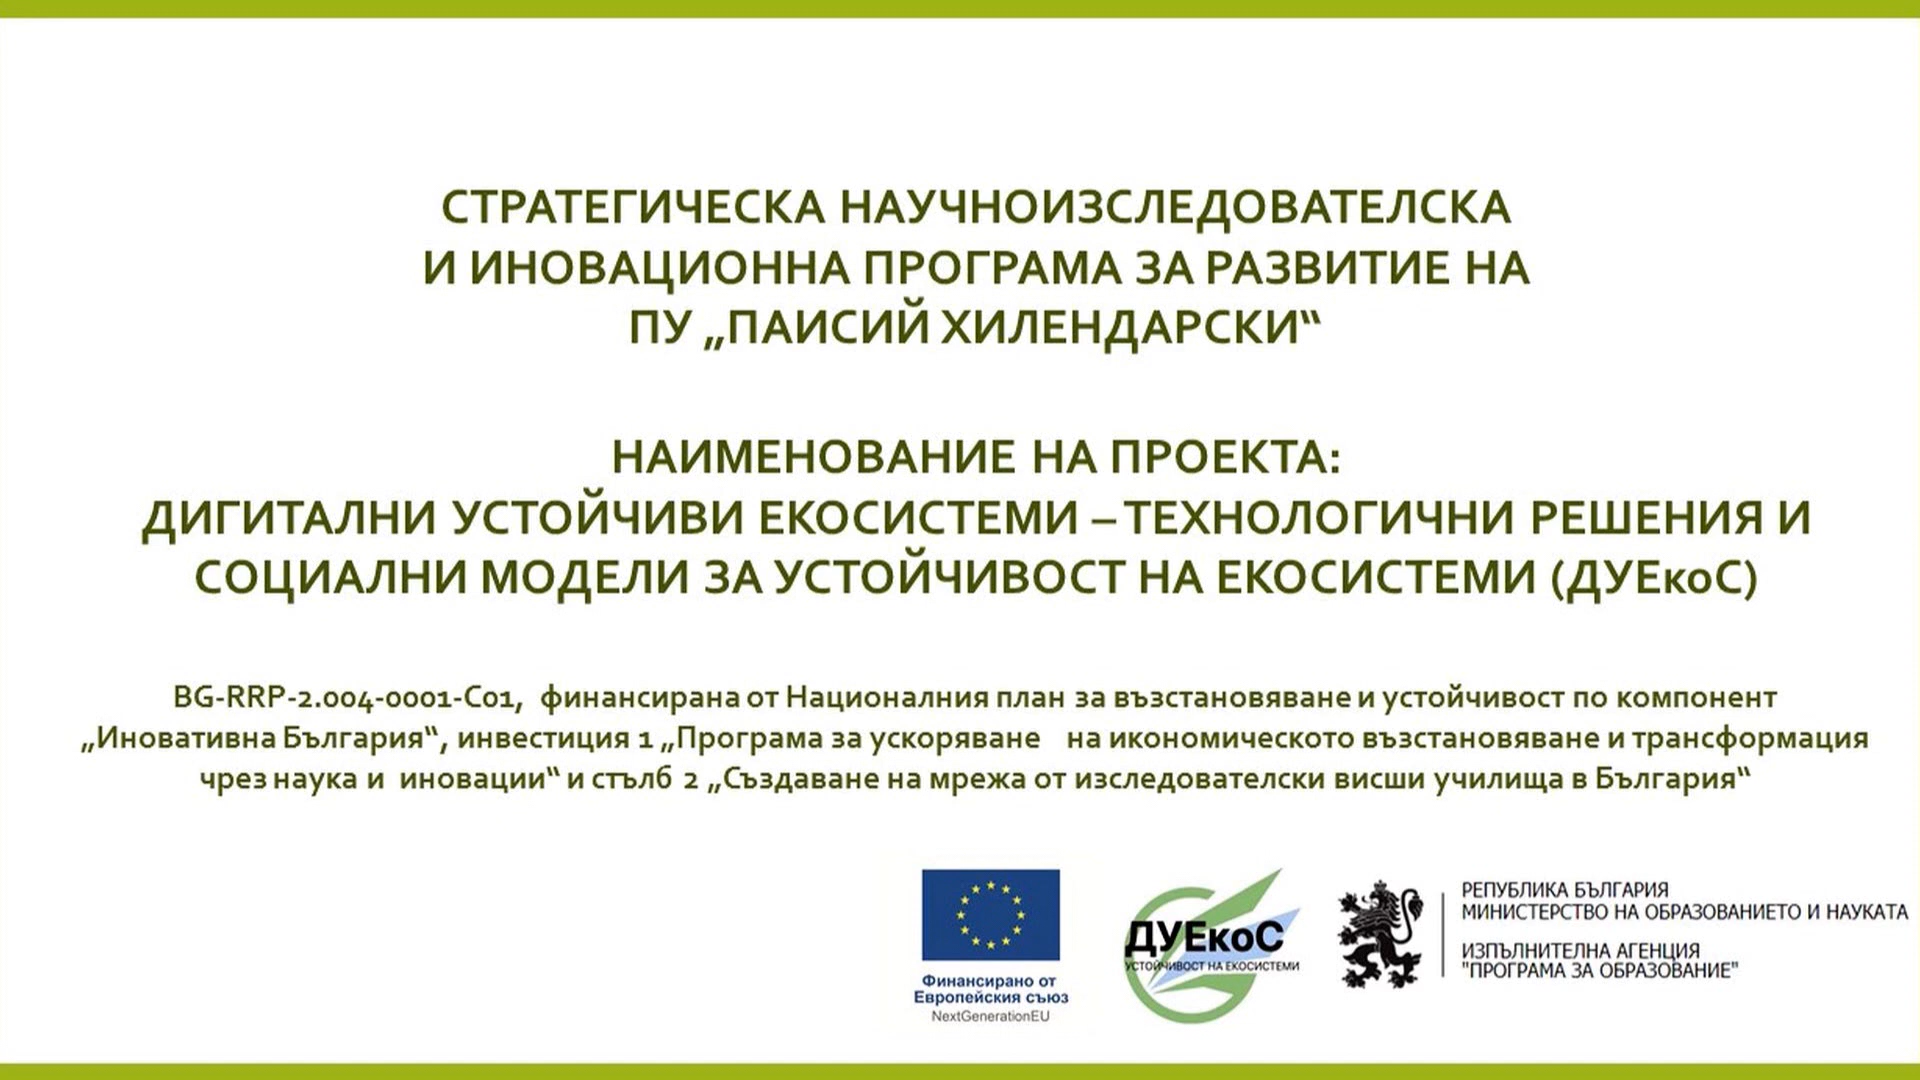 СТРАТЕГИЧЕСКА НАУЧНОИЗСЛЕДОВАТЕЛСКА
И ИНОВАЦИОННА ПРОГРАМА ЗА РАЗВИТИЕ НА
ПУ „ПАИСИЙ ХИЛЕНДАРСКИ“
НАИМЕНОВАНИЕ НА ПРОЕКТА:
ДИГИТАЛНИ УСТОЙЧИВИ ЕКОСИСТЕМИ – ТЕХНОЛОГИЧНИ РЕШЕНИЯ И
СОЦИАЛНИ МОДЕЛИ ЗА УСТОЙЧИВОСТ НА ЕКОСИСТЕМИ (ДУЕкоС)
BG-RRP-2.004-0001-C01, финансирана от Националния план за възстановяване и устойчивост по компонент
„Иновативна България“, инвестиция 1 „Програма за ускоряване на икономическото възстановяване и трансформация
чрез наука и иновации“ и стълб 2 „Създаване на мрежа от изследователски висши училища в България“
Финансирано от
Европейския съюз
NextGenerationEU
ДУЕкоС
УСТОЙЧИВОСТ НА ЕКОСИСТЕМИ
РЕПУБЛИКА БЪЛГАРИЯ
МИНИСТЕРСТВО НА ОБРАЗОВАНИЕТО И НАУКАТА
ИЗПЪЛНИТЕЛНА АГЕНЦИЯ
"ПРОГРАМА ЗА ОБРАЗОВАНИЕ"